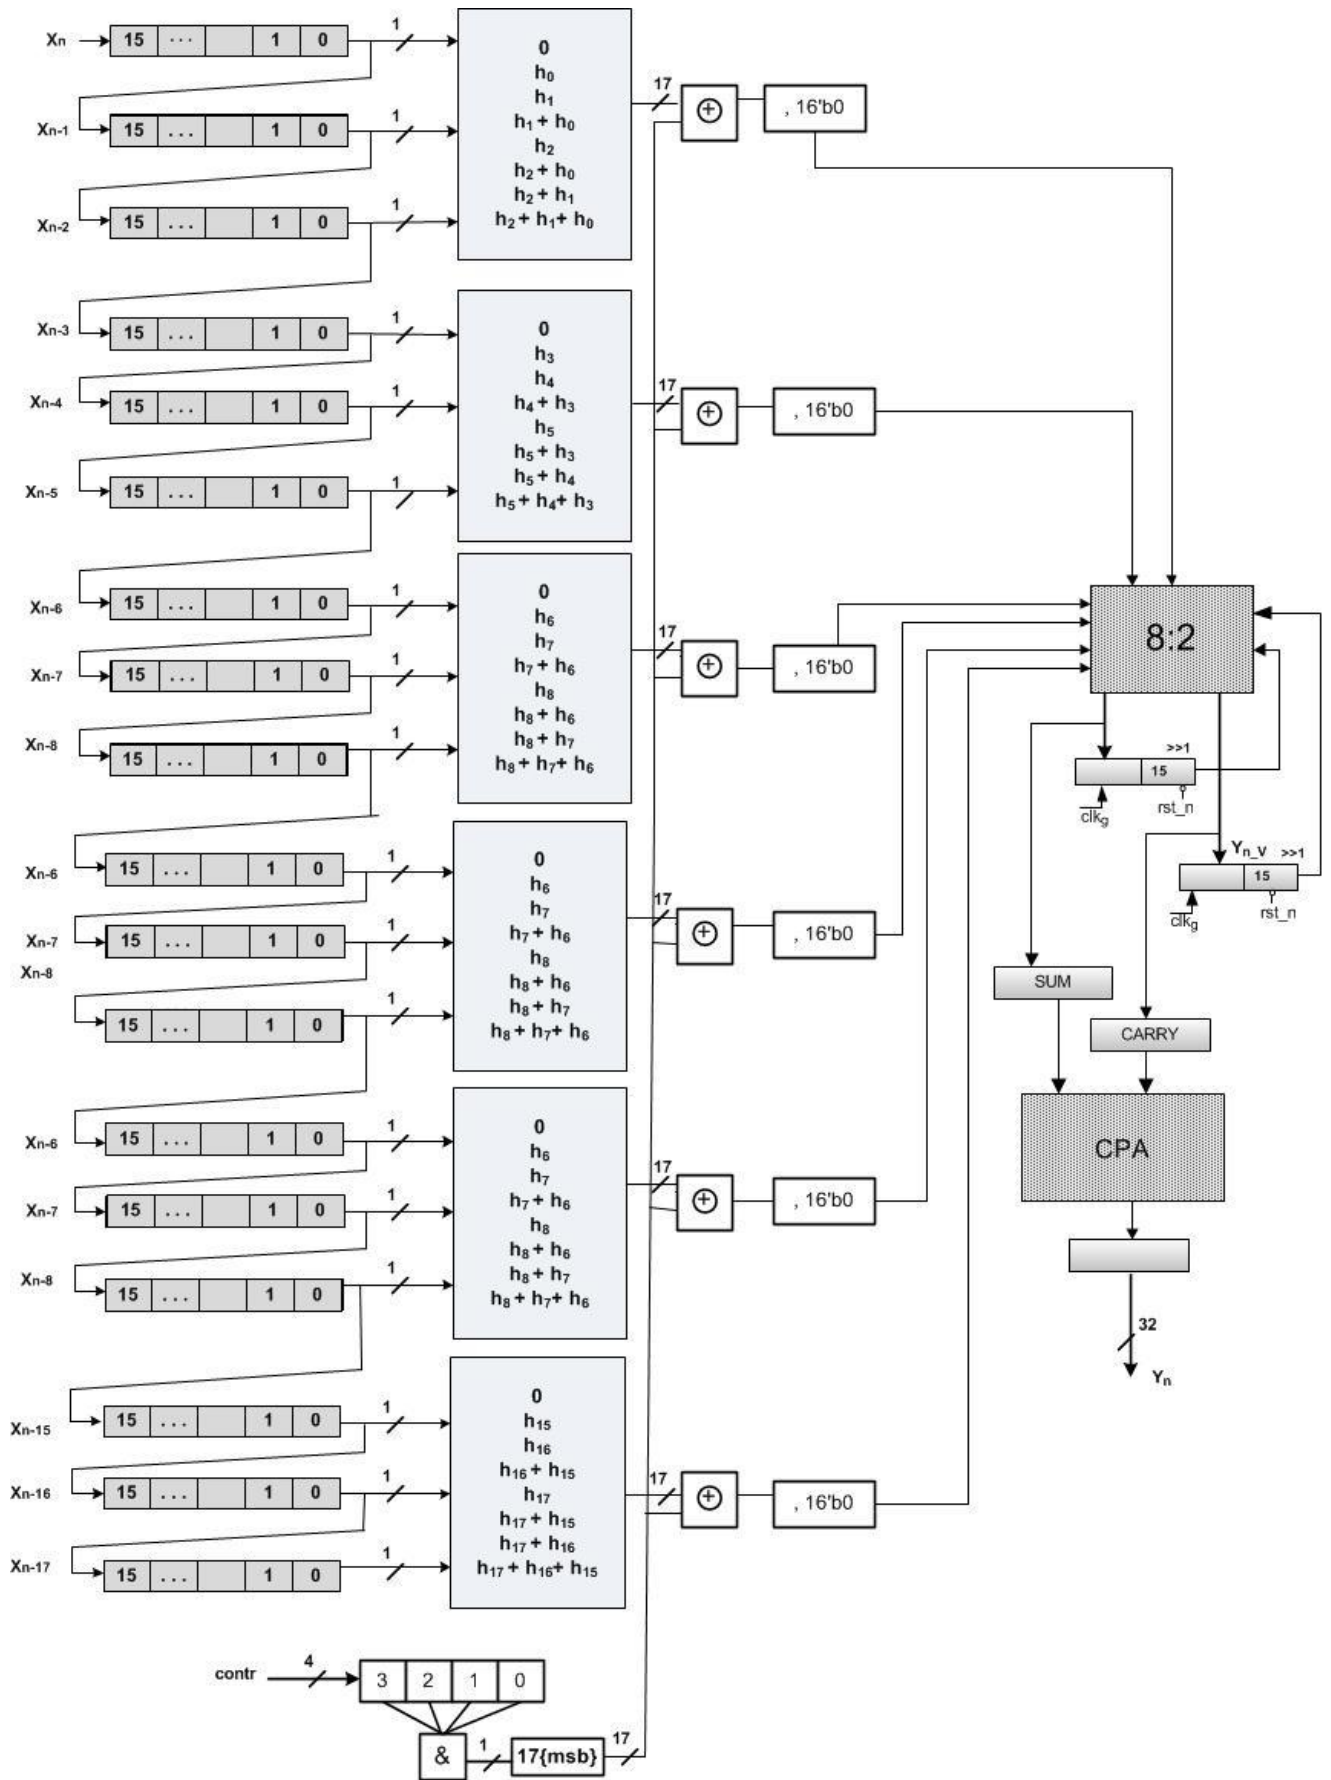 Xn 15 ... 1 0 1
Xn-1 15 ... 1 0 1
Xn-2 15 ... 1 0 1
0
h0
h1
h1 + h0
h2
h2 + h0
h2 + h1
h2 + h1+ h0
17
⊕
, 16'b0
Xn-3 15 ... 1 0 1
Xn-4 15 ... 1 0 1
Xn-5 15 ... 1 0 1
0
h3
h4
h4 + h3
h5
h5 + h3
h5 + h4
h5 + h4+ h3
17
⊕
, 16'b0
Xn-6 15 ... 1 0 1
Xn-7 15 ... 1 0 1
Xn-8 15 ... 1 0 1
0
h6
h7
h7 + h6
h8
h8 + h6
h8 + h7
h8 + h7+ h6
17
⊕
, 16'b0
Xn-6 15 ... 1 0 1
Xn-7 15 ... 1 0 1
Xn-8
15 ... 1 0 1
0
h6
h7
h7 + h6
h8
h8 + h6
h8 + h7
h8 + h7+ h6
17
⊕
, 16'b0
Xn-6 15 ... 1 0 1
Xn-7 15 ... 1 0 1
Xn-8 15 ... 1 0 1
0
h6
h7
h7 + h6
h8
h8 + h6
h8 + h7
h8 + h7+ h6
17
⊕
, 16'b0
Xn-15 15 ... 1 0 1
Xn-16 15 ... 1 0 1
Xn-17 15 ... 1 0 1
0
h15
h16
h16 + h15
h17
h17 + h15
h17 + h16
h17 + h16+ h15
17
⊕
, 16'b0
contr 4 3 2 1 0
& 1 17{msb} 17
8:2
>>1
15
clkg rst_n
Yn_V >>1
15
clkg rst_n
SUM
CARRY
CPA
32
Yn